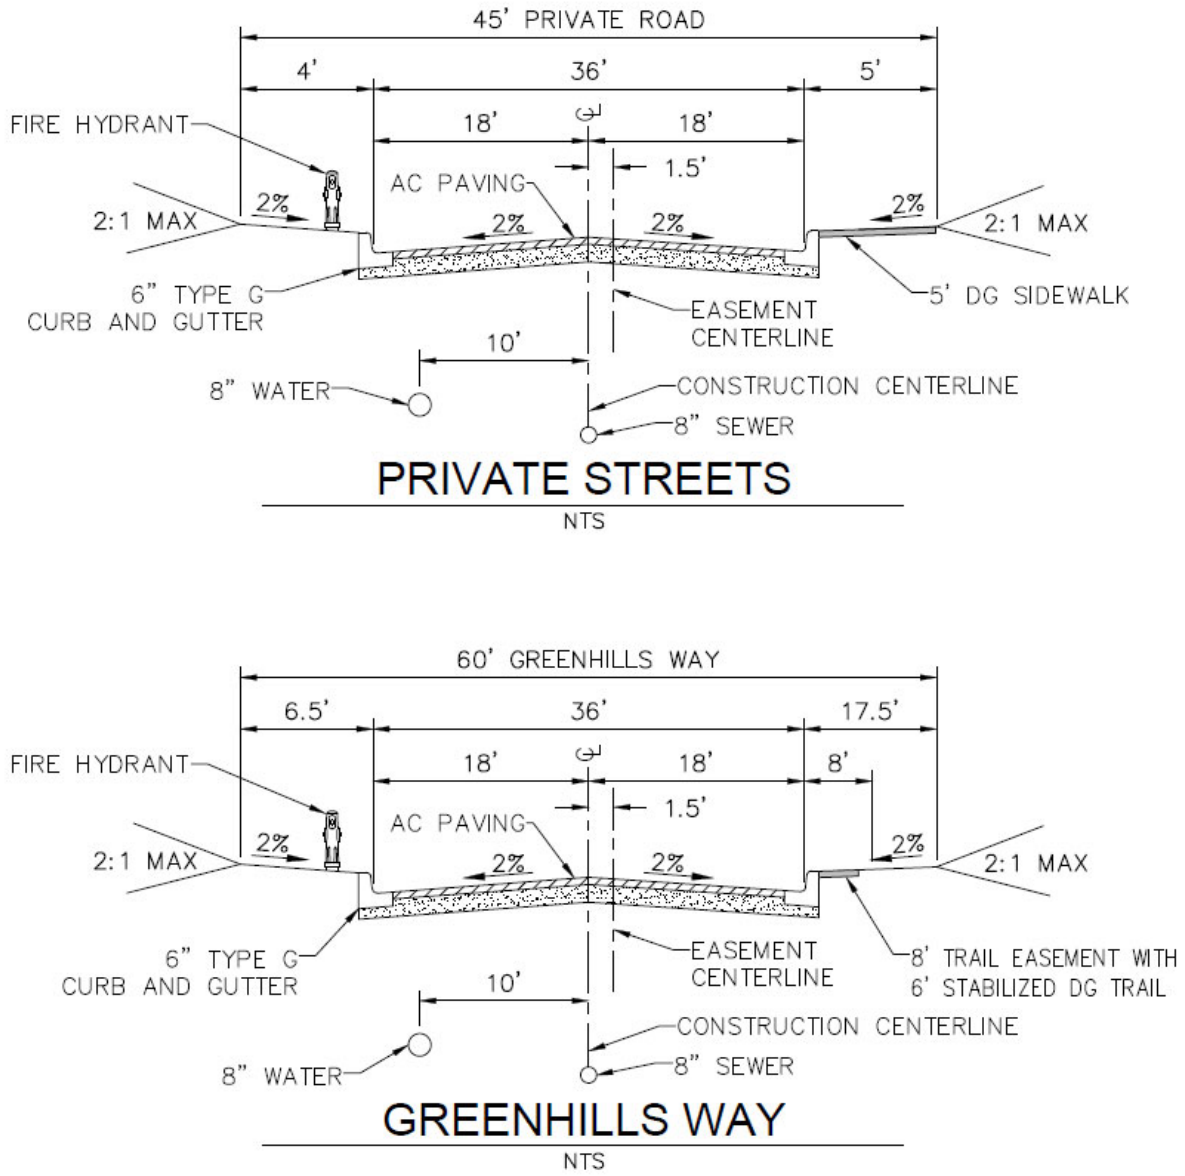 45' PRIVATE ROAD
4' 36' 5'
FIRE HYDRANT
18' ℄ 18'
1.5'
AC PAVING
2:1 MAX 2% 2% 2% 2% 2:1 MAX
6" TYPE G
CURB AND GUTTER
5' DG SIDEWALK
EASEMENT
CENTERLINE
10'
8" WATER
CONSTRUCTION CENTERLINE
8" SEWER
PRIVATE STREETS
NTS
60' GREENHILLS WAY
6.5' 36' 17.5'
FIRE HYDRANT
18' ℄ 18' 8'
1.5'
AC PAVING
2:1 MAX 2% 2% 2% 2% 2:1 MAX
6" TYPE G
CURB AND GUTTER
EASEMENT
CENTERLINE
8' TRAIL EASEMENT WITH
6' STABILIZED DG TRAIL
10'
8" WATER
CONSTRUCTION CENTERLINE
8" SEWER
GREENHILLS WAY
NTS